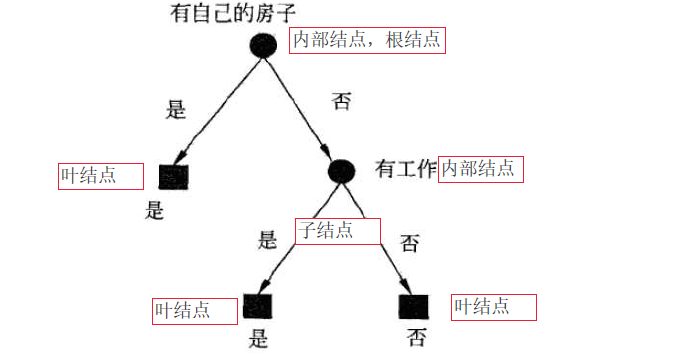 有自己的房子
内部结点，根结点
是
否
叶结点
有工作
内部结点
是
子结点
是
否
叶结点
叶结点
是
否